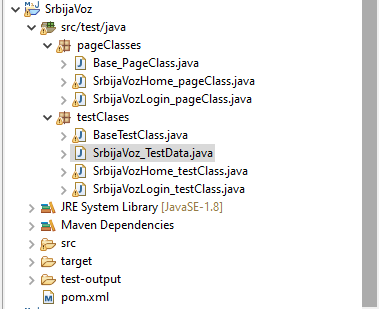 SrbijaVoz
src/test/java
pageClasses
Base_PageClass.java
SrbijaVozHome_pageClass.java
SrbijaVozLogin_pageClass.java
testClases
BaseTestClass.java
SrbijaVoz_TestData.java
SrbijaVozHome_testClass.java
SrbijaVozLogin_testClass.java
JRE System Library [JavaSE-1.8]
Maven Dependencies
src
target
test-output
pom.xml